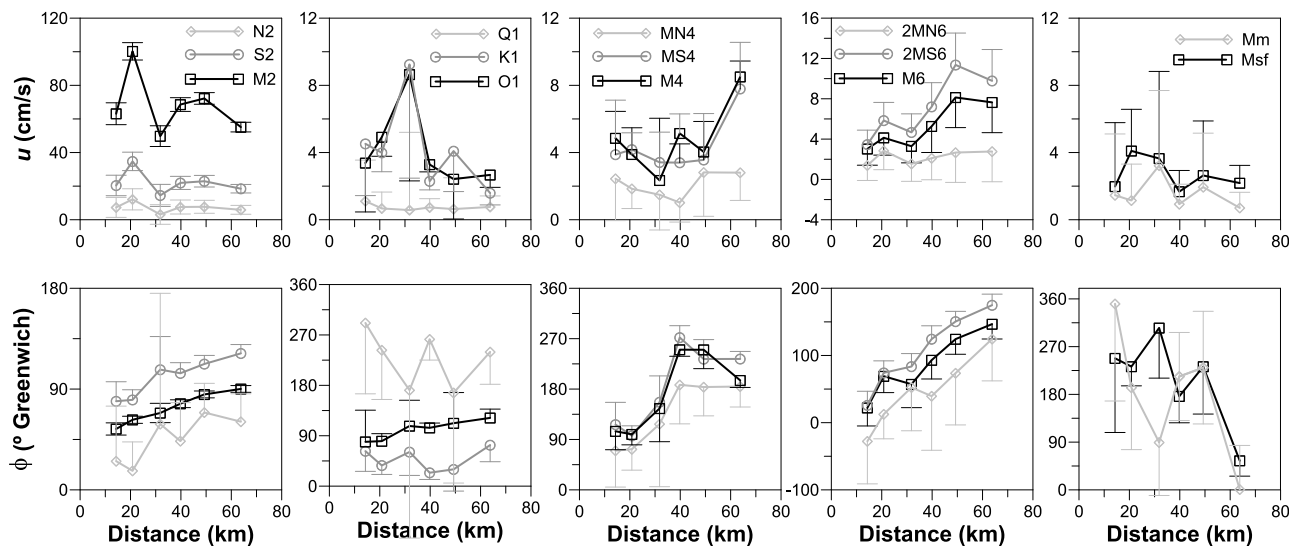 u (cm/s)
120
80
40
0
N2
S2
M2
0 20 40 60 80
12
8
4
0
Q1
K1
O1
0 20 40 60 80
12
8
4
0
MN4
MS4
M4
0 20 40 60 80
16
12
8
4
0
-4
2MN6
2MS6
M6
0 20 40 60 80
12
8
4
0
Mm
Msf
0 20 40 60 80
ϕ (º Greenwich)
180
90
0
0 20 40 60 80
Distance (km)
360
270
180
90
0
0 20 40 60 80
Distance (km)
360
270
180
90
0
0 20 40 60 80
Distance (km)
200
100
0
-100
0 20 40 60 80
Distance (km)
360
270
180
90
0
0 20 40 60 80
Distance (km)